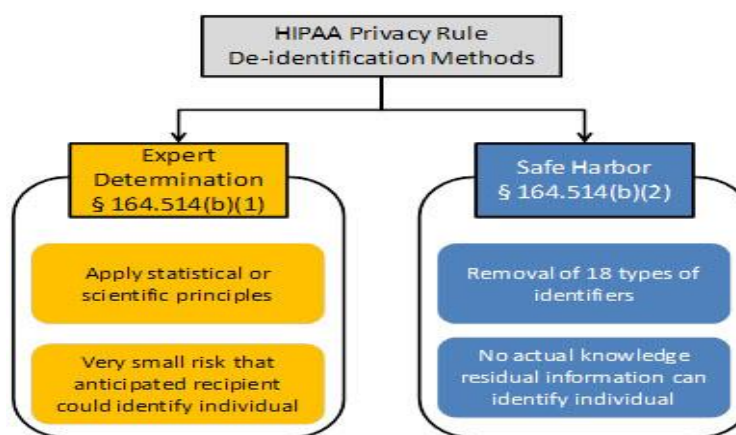 HIPAA Privacy Rule
De-identification Methods
Expert
Determination
§ 164.514(b)(1)
Apply statistical or
scientific principles
Very small risk that
anticipated recipient
could identify individual
Safe Harbor
§ 164.514(b)(2)
Removal of 18 types of
identifiers
No actual knowledge
residual information can
identify individual